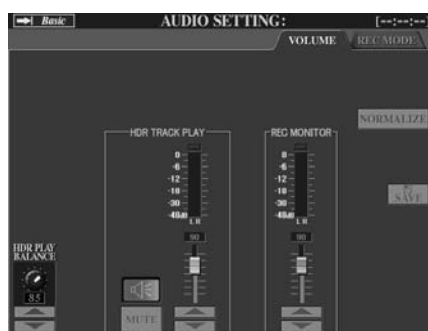 Basic AUDIO SETTING: [--:--:--]
VOLUME REC MODE
NORMALIZE
HDR TRACK PLAY REC MONITOR
0 0
-6 -6
-12 -12
-18 -18
-30 -30
-48dB -48dB
L R L R
SAVE
90 90
HDR PLAY
BALANCE
85
MUTE